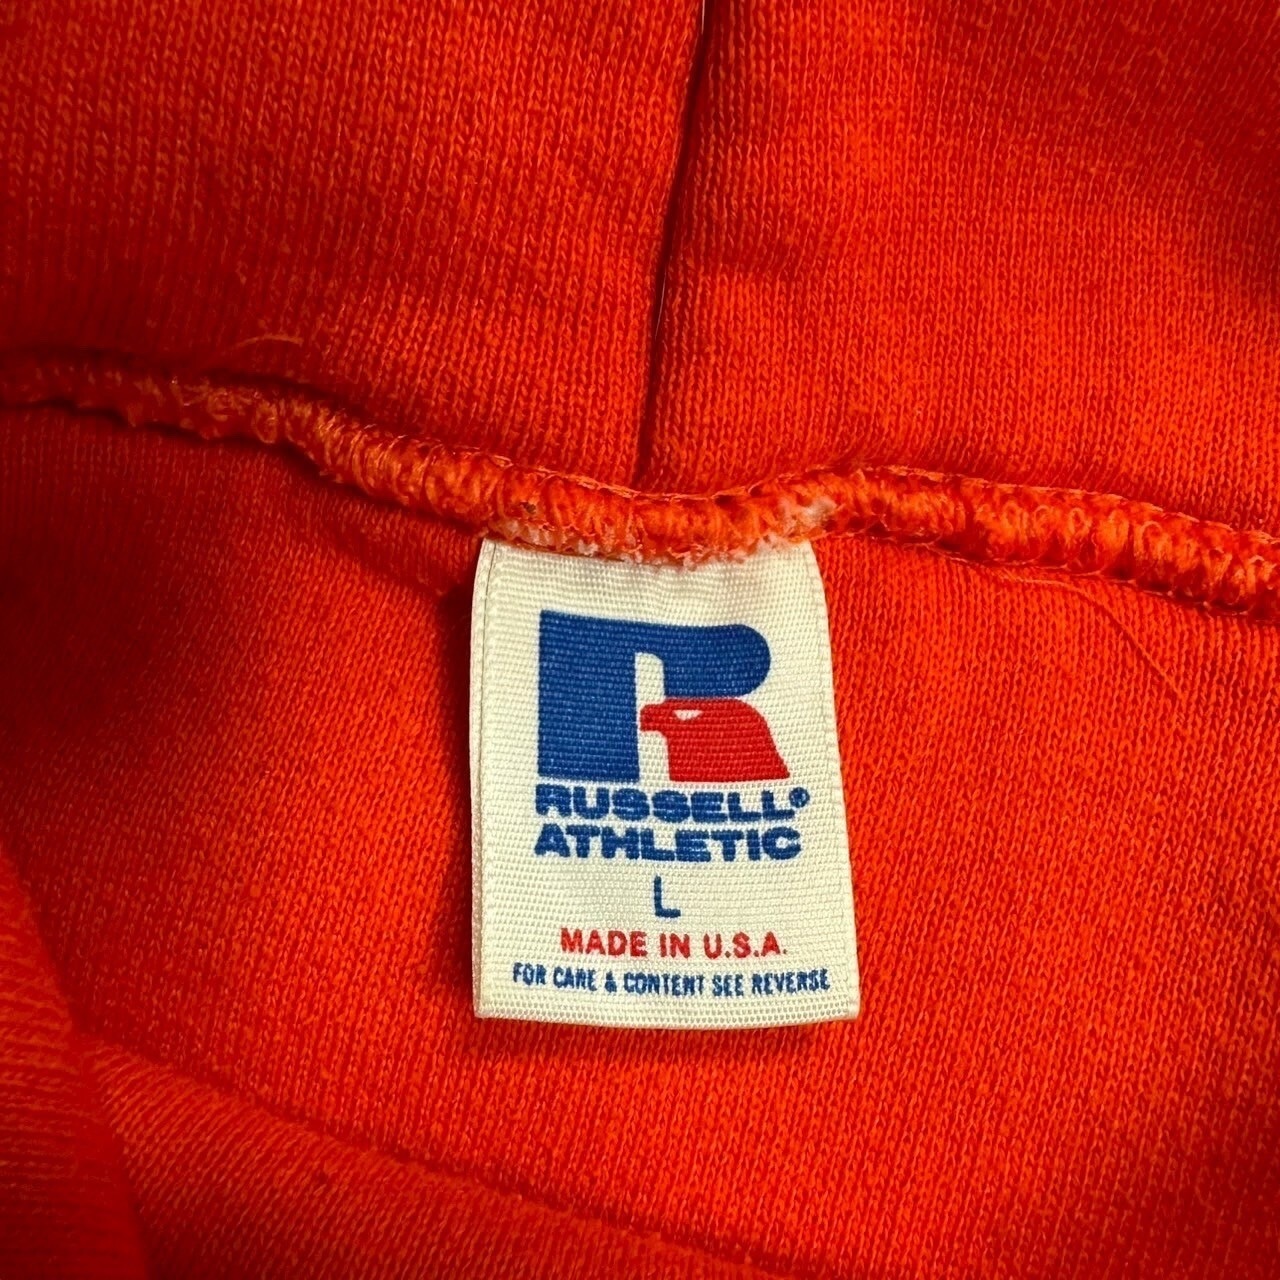 RUSSELL®
ATHLETIC
L
MADE IN U.S.A.
FOR CARE & CONTENT SEE REVERSE